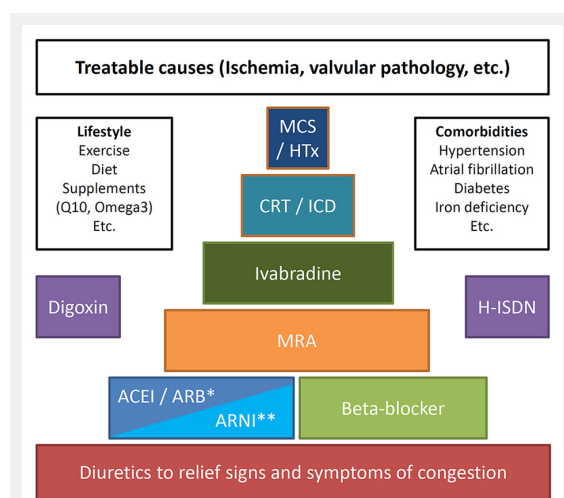 Treatable causes (Ischemia, valvular pathology, etc.)
Lifestyle
Exercise
Diet
Supplements
(Q10, Omega3)
Etc.
MCS
/ HTx
Comorbidities
Hypertension
Atrial fibrillation
Diabetes
Iron deficiency
Etc.
CRT / ICD
Ivabradine
Digoxin
H-ISDN
MRA
ACEI / ARB*
ARNI**
Beta-blocker
Diuretics to relief signs and symptoms of congestion